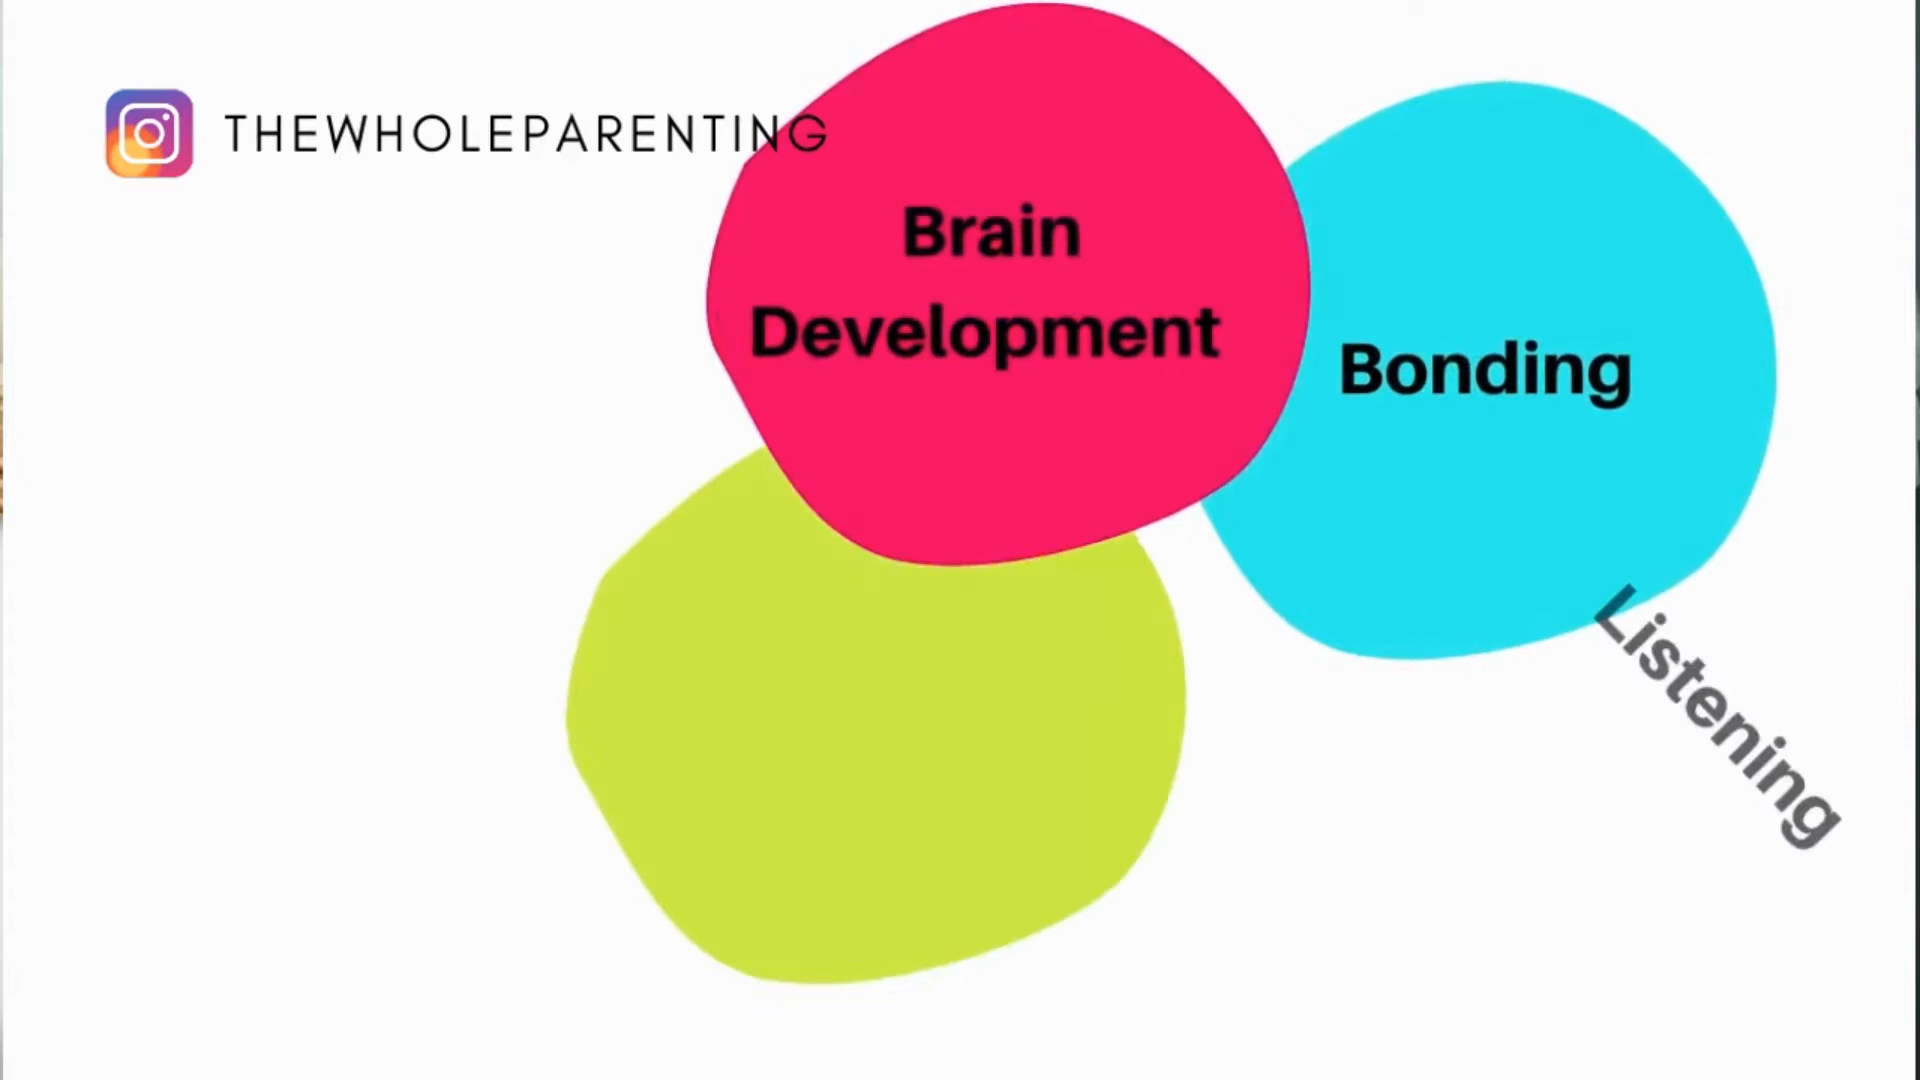 THEWHOLEPARENTING
Brain
Development
Bonding
Listening